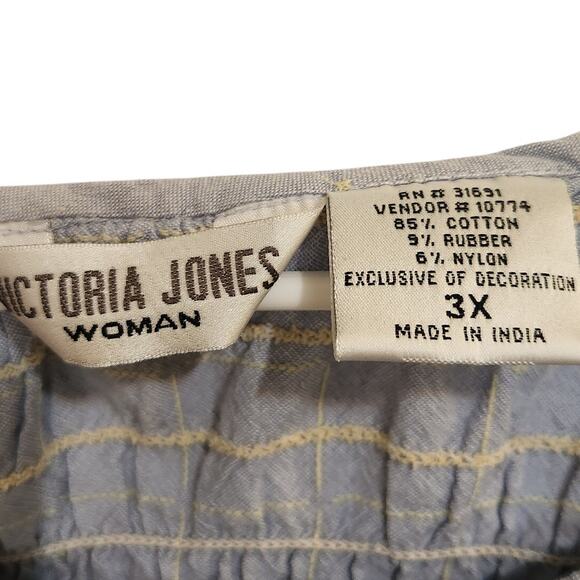 VICTORIA JONES
WOMAN
RN # 31691
VENDOR # 10774
85% COTTON
9% RUBBER
6% NYLON
EXCLUSIVE OF DECORATION
3X
MADE IN INDIA